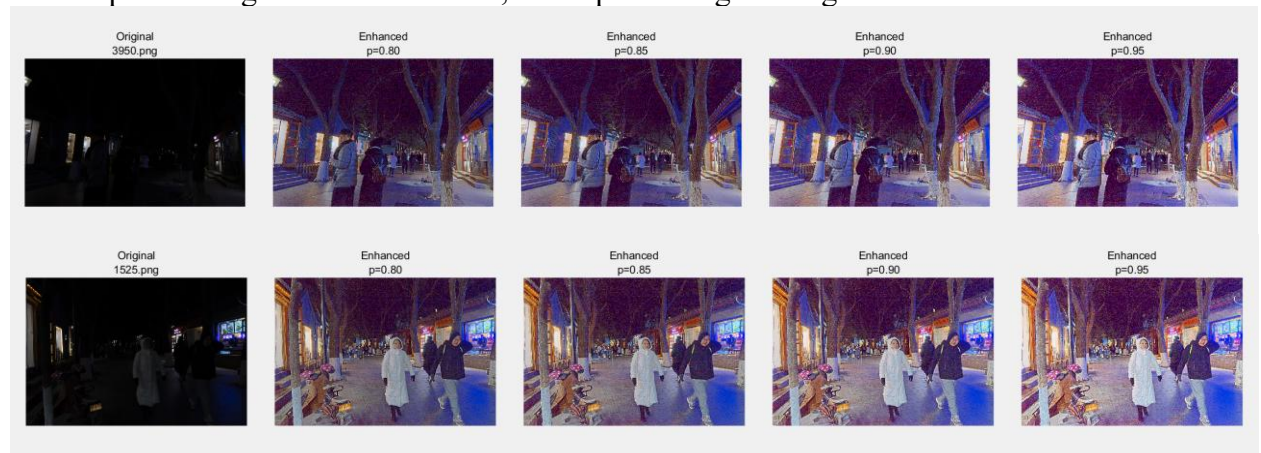 Original
3950.png
Enhanced
p=0.80
Enhanced
p=0.85
Enhanced
p=0.90
Enhanced
p=0.95
Original
1525.png
Enhanced
p=0.80
Enhanced
p=0.85
Enhanced
p=0.90
Enhanced
p=0.95